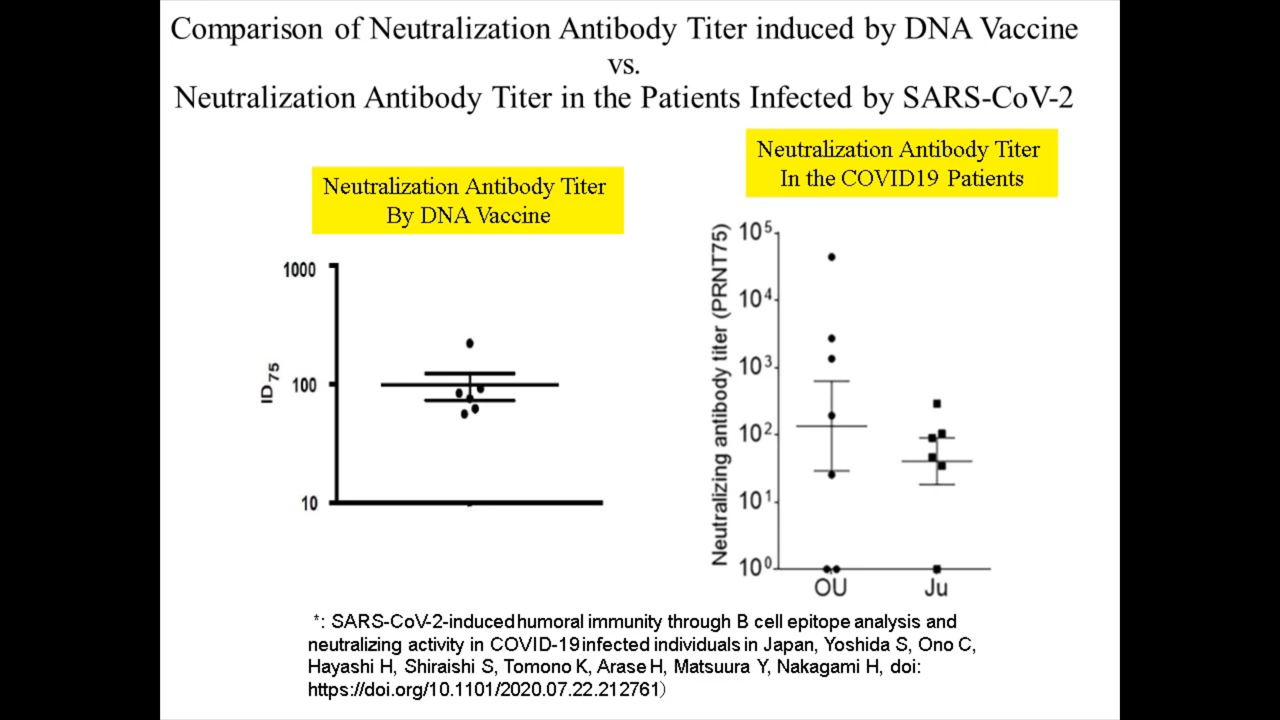 Comparison of Neutralization Antibody Titer induced by DNA Vaccine
vs.
Neutralization Antibody Titer in the Patients Infected by SARS-CoV-2
Neutralization Antibody Titer
By DNA Vaccine
1000
100
10
ID75
Neutralization Antibody Titer
In the COVID19 Patients
Neutralizing antibody titer (PRNT75)
10⁵
10⁴
10³
10²
10¹
10⁰
OU
Ju
*: SARS-CoV-2-induced humoral immunity through B cell epitope analysis and
neutralizing activity in COVID-19 infected individuals in Japan, Yoshida S, Ono C,
Hayashi H, Shiraishi S, Tomono K, Arase H, Matsuura Y, Nakagami H, doi:
https://doi.org/10.1101/2020.07.22.212761）